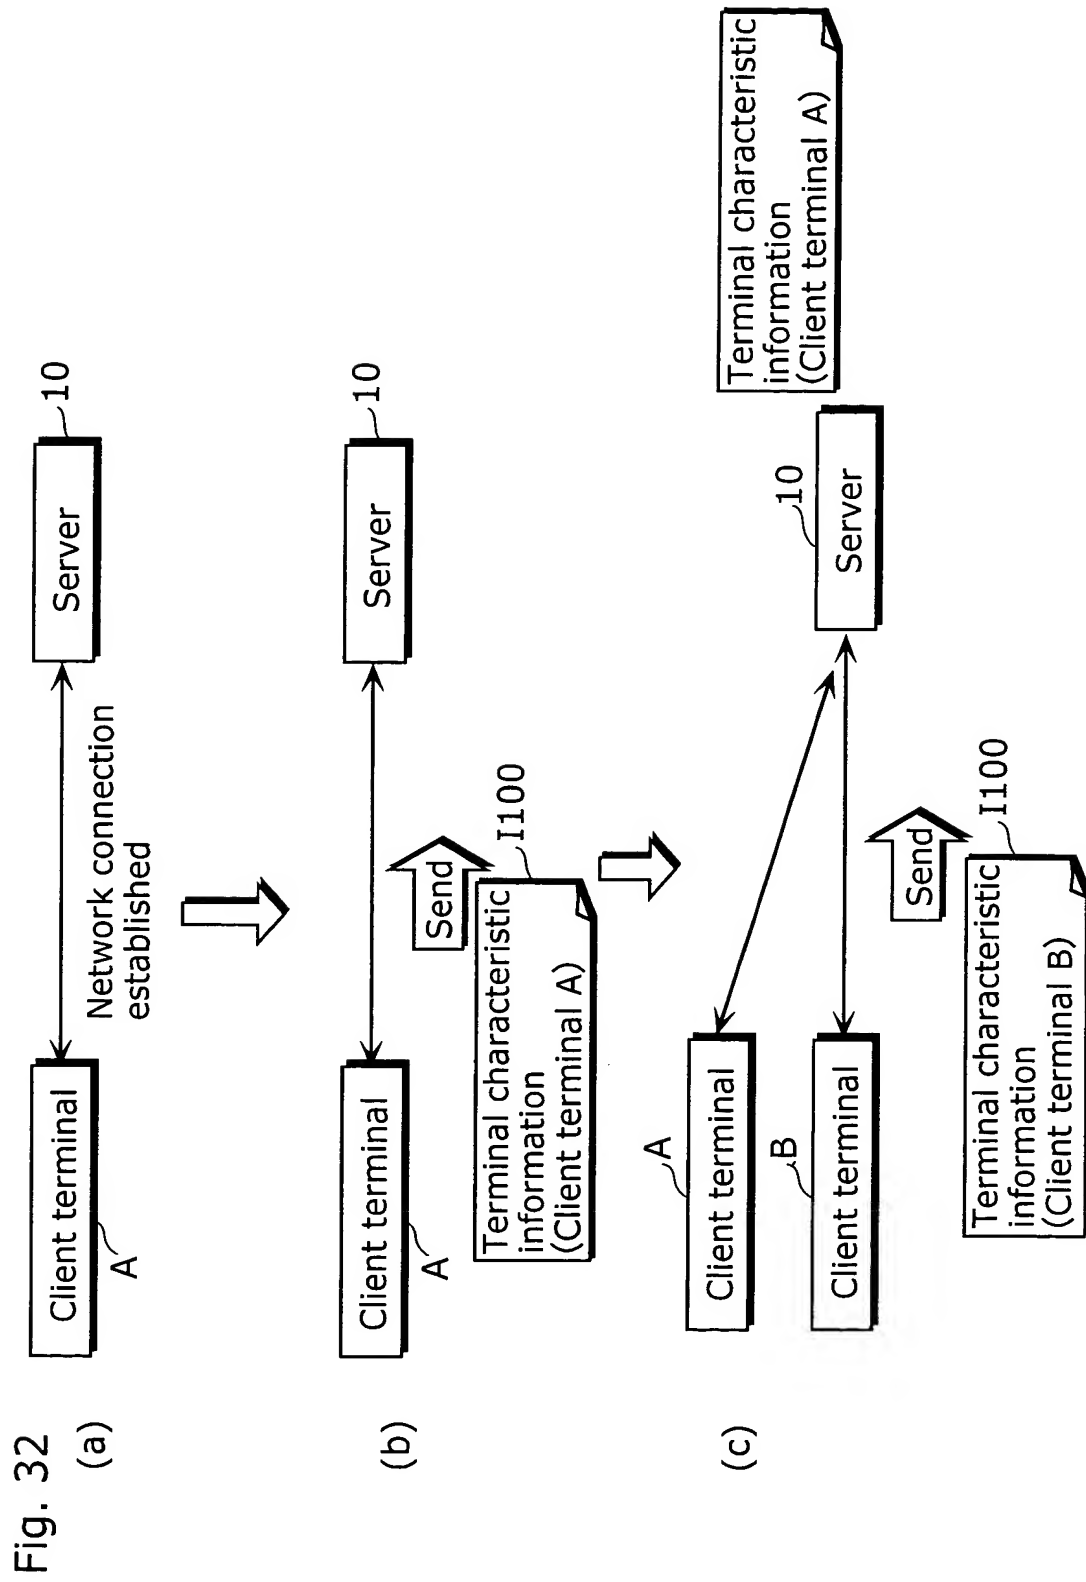 Fig. 32
(a)
Client terminal
A
Network connection
established
Server
10
(b)
Client terminal
A
Server
10
Send
I100
Terminal characteristic
information
(Client terminal A)
(c)
Client terminal
A
Client terminal
B
Server
10
Terminal characteristic
information
(Client terminal A)
Send
I100
Terminal characteristic
information
(Client terminal B)